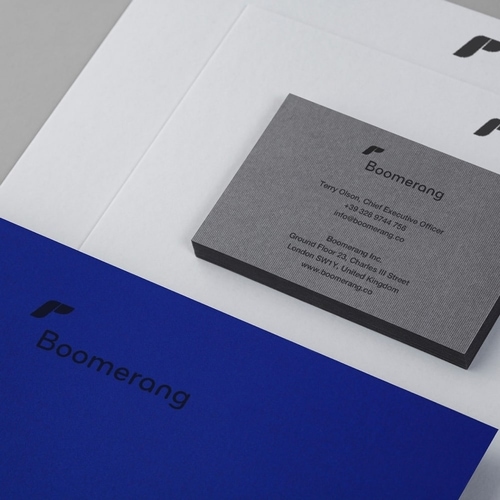 Boomerang
Terry Olson, Chief Executive Officer
+39 328 9744 758
info@boomerang.co
Boomerang Inc.
Ground Floor 23, Charles III Street
London SW1Y, United Kingdom
www.boomerang.co
Boomerang